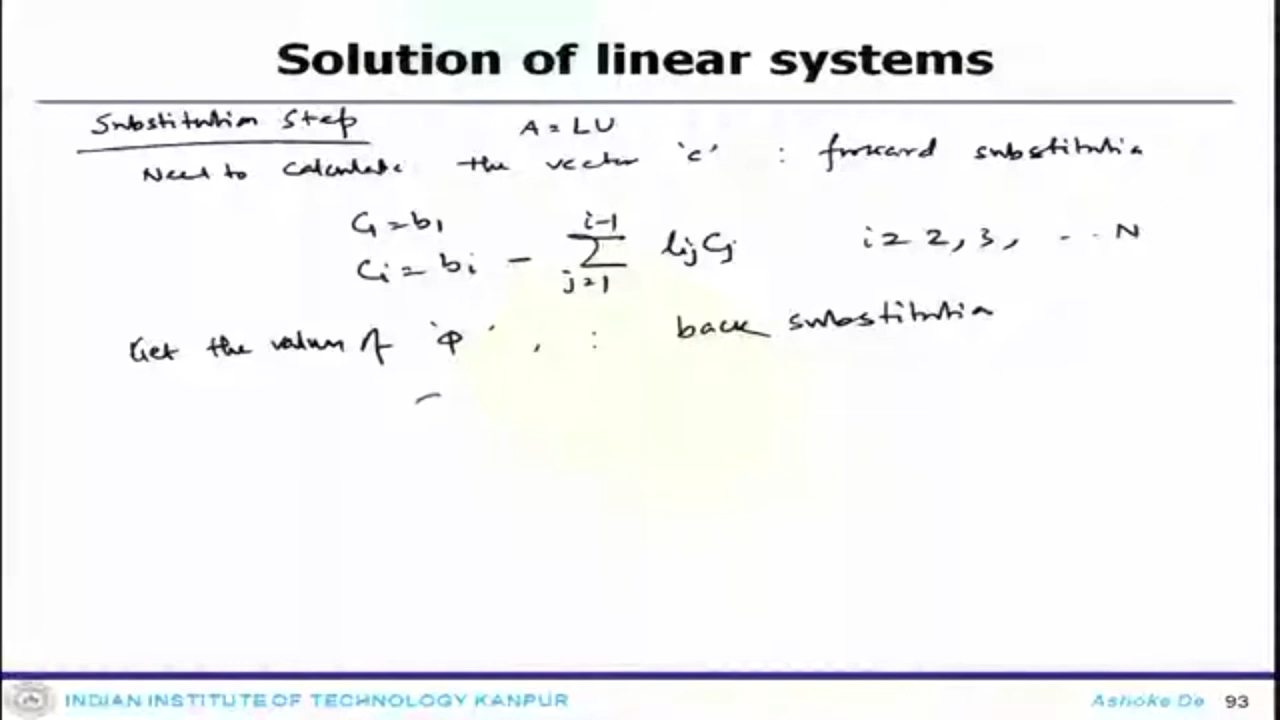 Solution of linear systems
Substitution Step
A = LU
Need to calculate the vector 'c' : forward substitution
C₁ = b₁
Cᵢ = bᵢ - ∑_{j=1}^{i-1} lᵢⱼ Cⱼ i = 2, 3, ... N
Get the values of 'φ', : back substitution
INDIAN INSTITUTE OF TECHNOLOGY KANPUR
Ashoke De 93